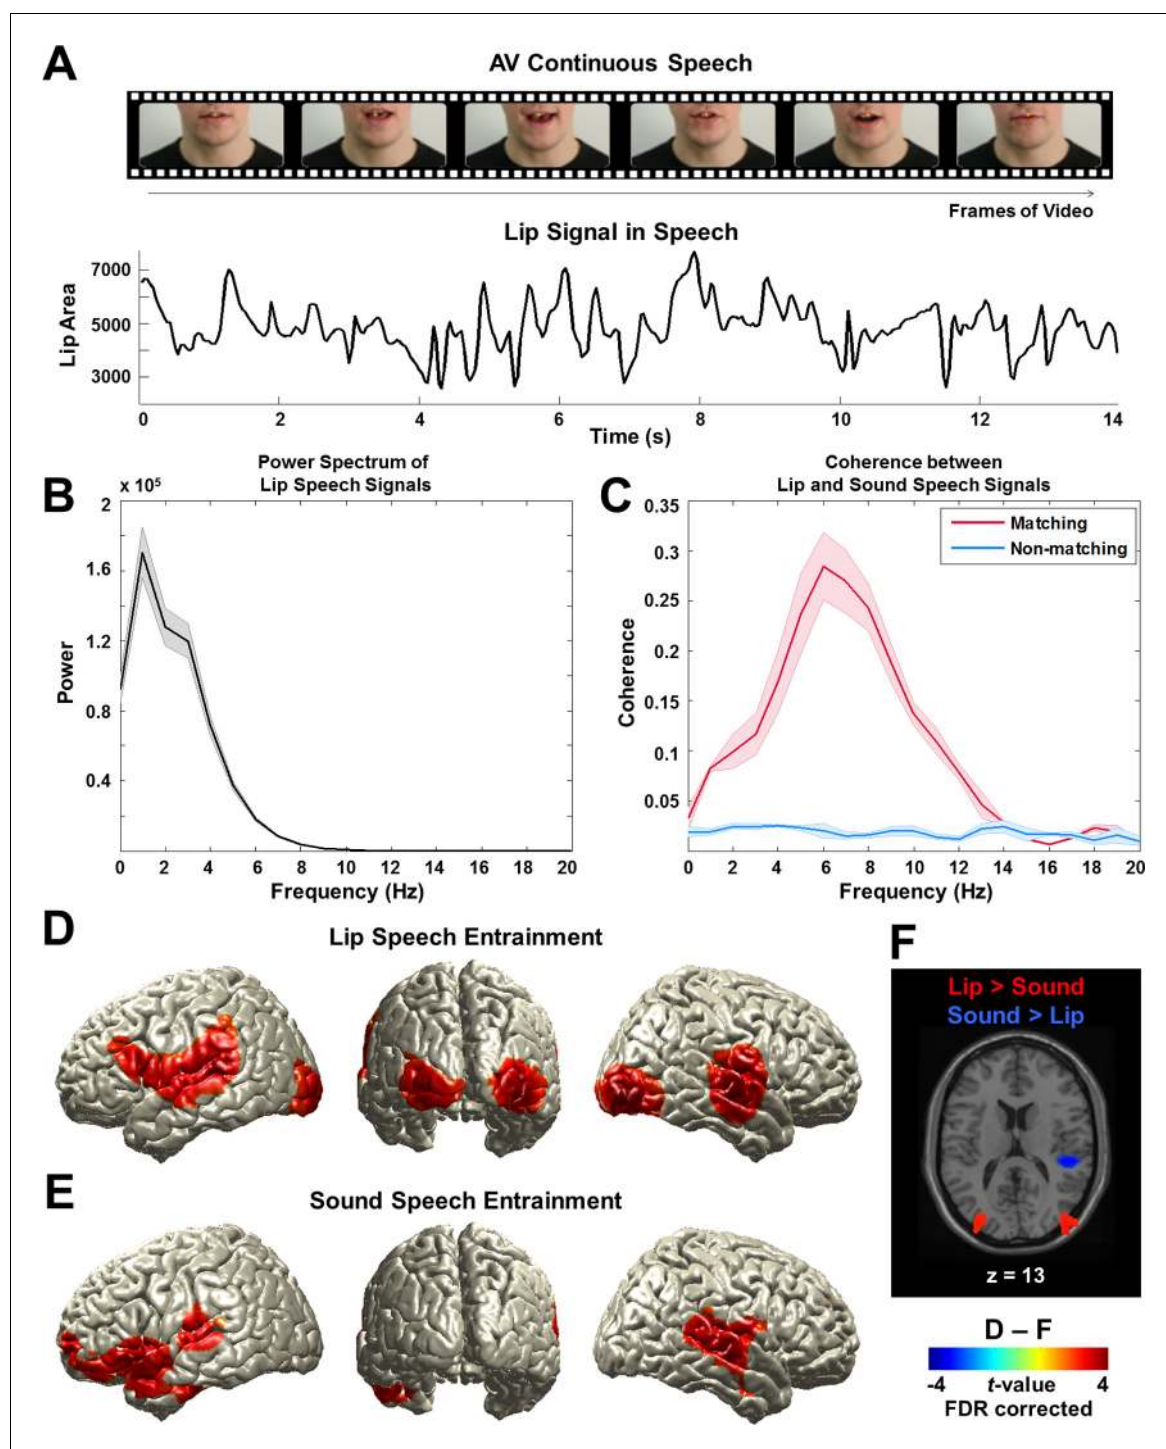 A
AV Continuous Speech
Frames of Video
Lip Signal in Speech
Lip Area
7000
5000
3000
0 2 4 6 8 10 12 14
Time (s)
B
Power Spectrum of
Lip Speech Signals
x 10⁵
Power
2
1.6
1.2
0.8
0.4
0 2 4 6 8 10 12 14 16 18 20
Frequency (Hz)
C
Coherence between
Lip and Sound Speech Signals
Matching
Non-matching
Coherence
0.35
0.3
0.25
0.2
0.15
0.1
0.05
0 2 4 6 8 10 12 14 16 18 20
Frequency (Hz)
D
Lip Speech Entrainment
E
Sound Speech Entrainment
F
Lip > Sound
Sound > Lip
z = 13
D – F
-4 t-value 4
FDR corrected